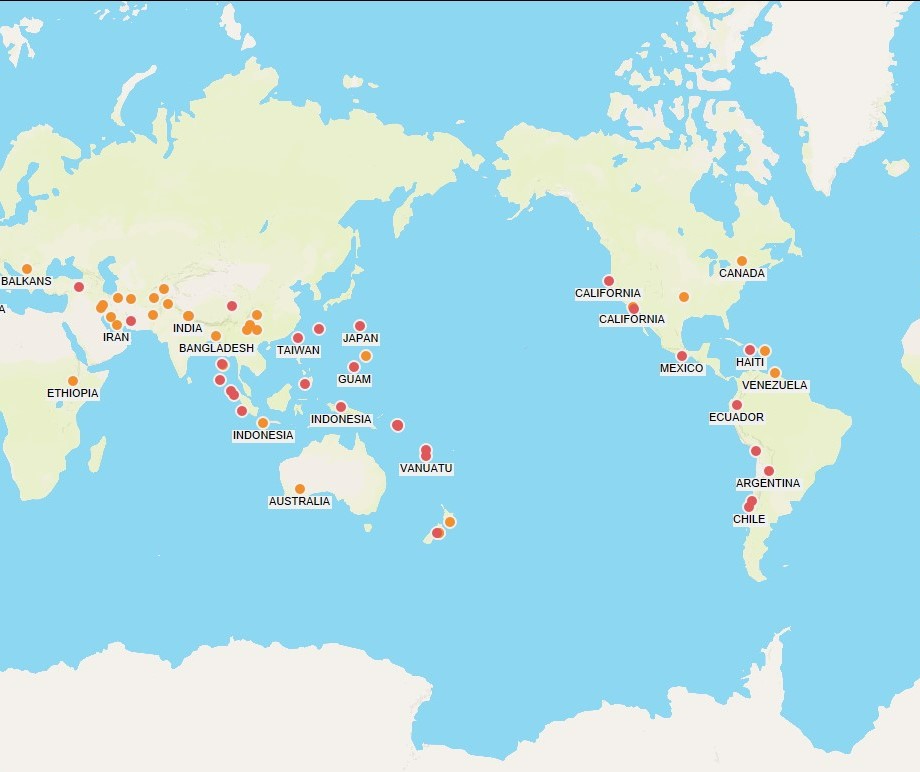 CANADA
BALKANS
CALIFORNIA
A
CALIFORNIA
INDIA
IRAN
JAPAN
BANGLADESH
TAIWAN
HAITI
MEXICO
GUAM
VENEZUELA
ETHIOPIA
ECUADOR
INDONESIA
INDONESIA
VANUATU
ARGENTINA
AUSTRALIA
CHILE